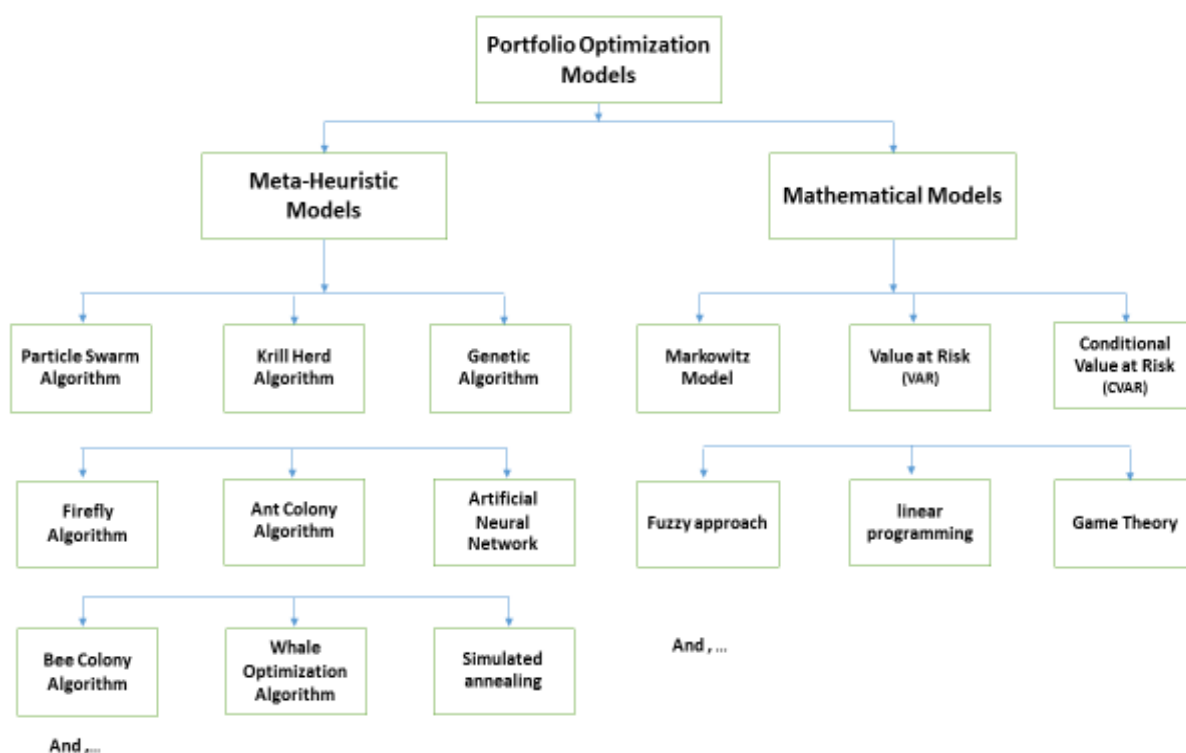 Portfolio Optimization
Models
Meta-Heuristic
Models
Mathematical Models
Particle Swarm
Algorithm
Krill Herd
Algorithm
Genetic
Algorithm
Markowitz
Model
Value at Risk
(VAR)
Conditional
Value at Risk
(CVAR)
Firefly
Algorithm
Ant Colony
Algorithm
Artificial
Neural
Network
Fuzzy approach
linear
programming
Game Theory
Bee Colony
Algorithm
Whale
Optimization
Algorithm
Simulated
annealing
And , ...
And ,...